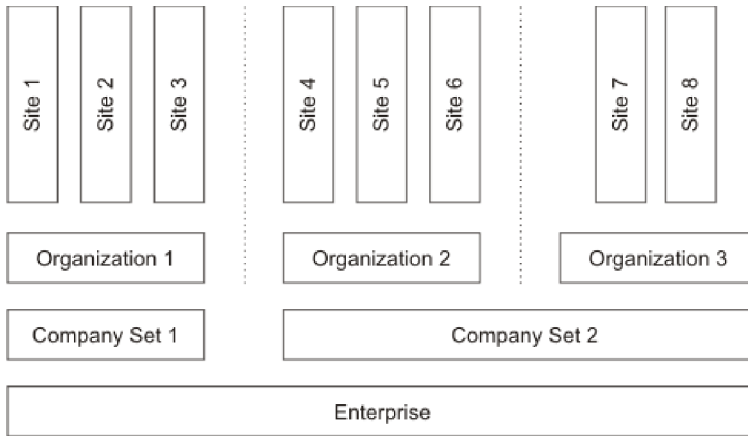 Site 1
Site 2
Site 3
Site 4
Site 5
Site 6
Site 7
Site 8
Organization 1
Organization 2
Organization 3
Company Set 1
Company Set 2
Enterprise